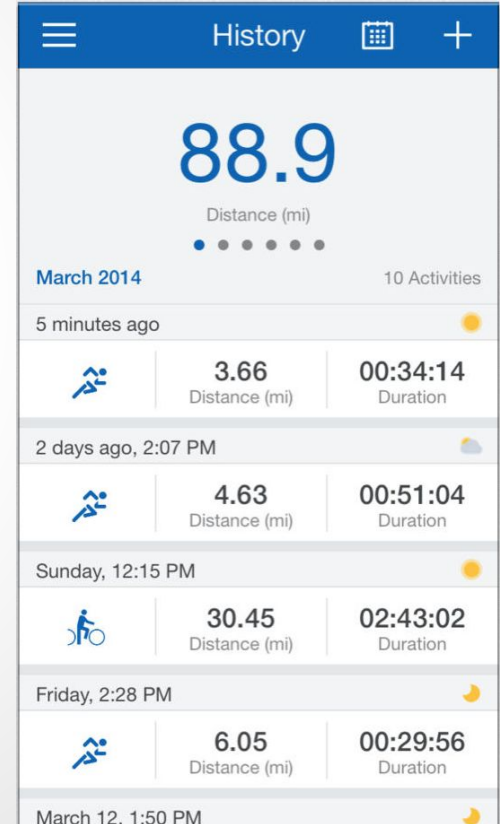 History
88.9
Distance (mi)
March 2014 10 Activities
5 minutes ago
3.66 00:34:14
Distance (mi) Duration
2 days ago, 2:07 PM
4.63 00:51:04
Distance (mi) Duration
Sunday, 12:15 PM
30.45 02:43:02
Distance (mi) Duration
Friday, 2:28 PM
6.05 00:29:56
Distance (mi) Duration
March 12, 1:50 PM